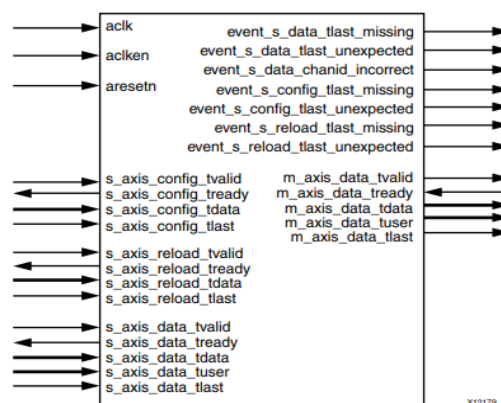 aclk
aclken
aresetn
event_s_data_tlast_missing
event_s_data_tlast_unexpected
event_s_data_chanid_incorrect
event_s_config_tlast_missing
event_s_config_tlast_unexpected
event_s_reload_tlast_missing
event_s_reload_tlast_unexpected
s_axis_config_tvalid
s_axis_config_tready
s_axis_config_tdata
s_axis_config_tlast
s_axis_reload_tvalid
s_axis_reload_tready
s_axis_reload_tdata
s_axis_reload_tlast
s_axis_data_tvalid
s_axis_data_tready
s_axis_data_tdata
s_axis_data_tuser
s_axis_data_tlast
m_axis_data_tvalid
m_axis_data_tready
m_axis_data_tdata
m_axis_data_tuser
m_axis_data_tlast